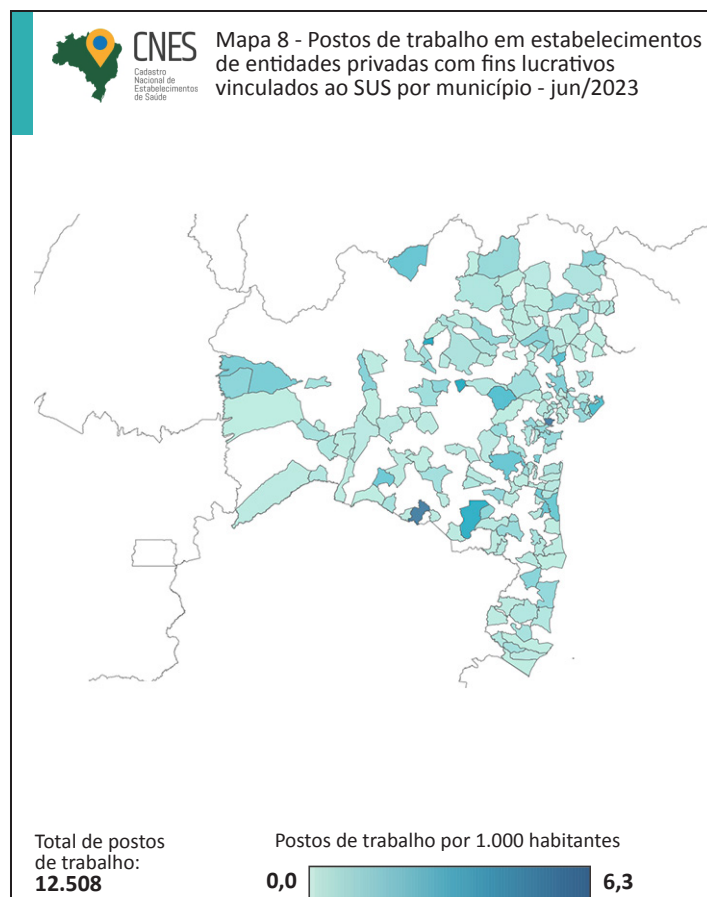 CNES
Cadastro
Nacional de
Estabelecimentos
de Saúde
Mapa 8 - Postos de trabalho em estabelecimentos
de entidades privadas com fins lucrativos
vinculados ao SUS por município - jun/2023
Total de postos
de trabalho:
12.508
Postos de trabalho por 1.000 habitantes
0,0
6,3